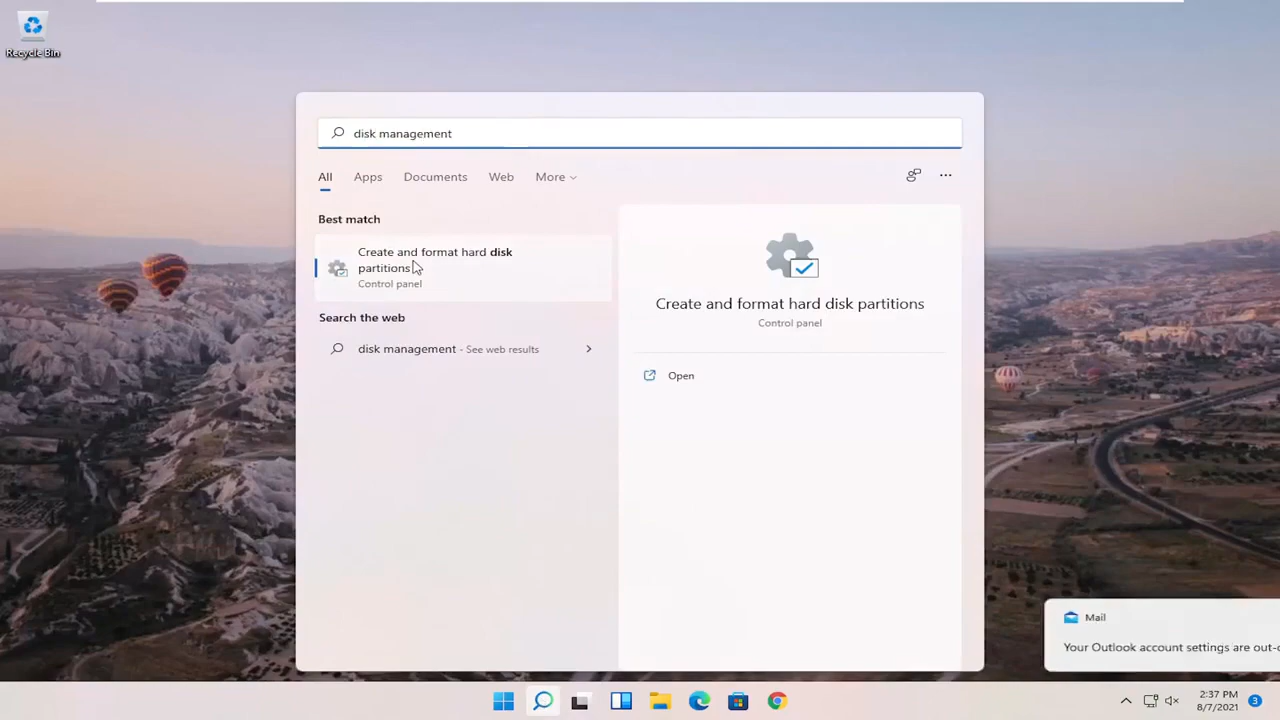 Recycle Bin
disk management
All Apps Documents Web More
Best match
Create and format hard disk
partitions
Control panel
Search the web
disk management - See web results
Create and format hard disk partitions
Control panel
Open
Mail
Your Outlook account settings are out-o
2:37 PM
8/7/2021
3